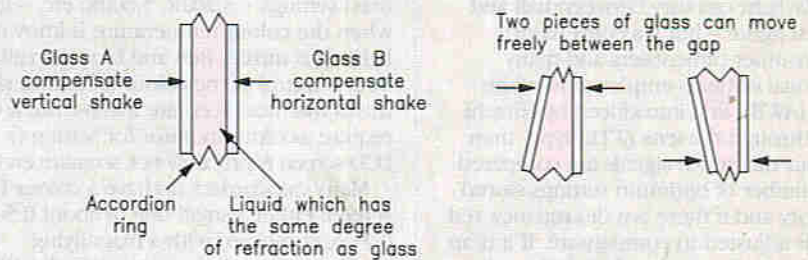 Glass A
compensate
vertical shake
Glass B
compensate
horizontal shake
Accordion
ring
Liquid which has
the same degree
of refraction as glass
Two pieces of glass can move
freely between the gap